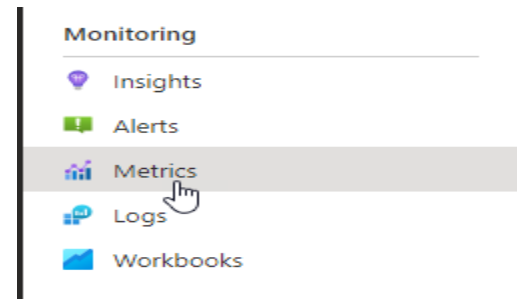 Monitoring
Insights
Alerts
Metrics
Logs
Workbooks